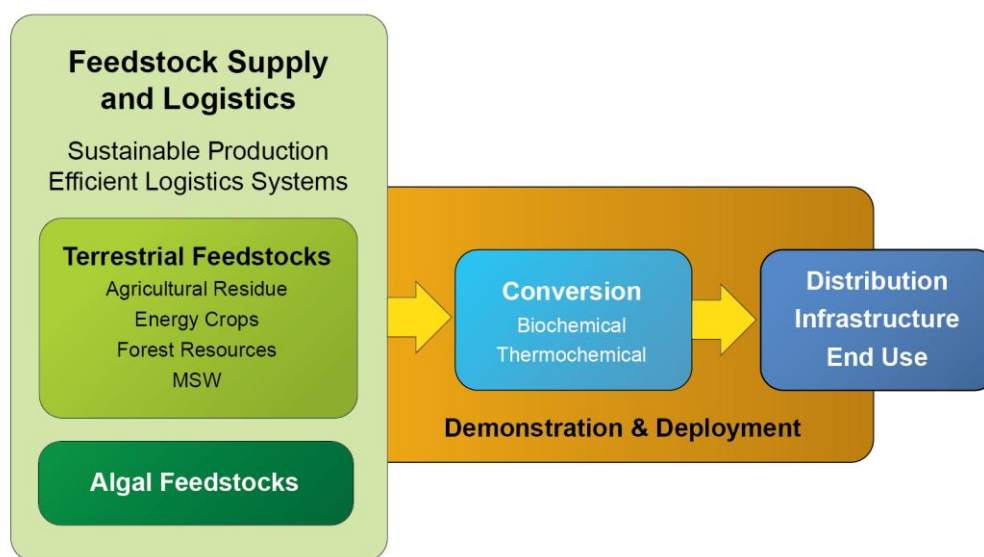 Feedstock Supply
and Logistics
Sustainable Production
Efficient Logistics Systems
Terrestrial Feedstocks
Agricultural Residue
Energy Crops
Forest Resources
MSW
Algal Feedstocks
Conversion
Biochemical
Thermochemical
Demonstration & Deployment
Distribution
Infrastructure
End Use